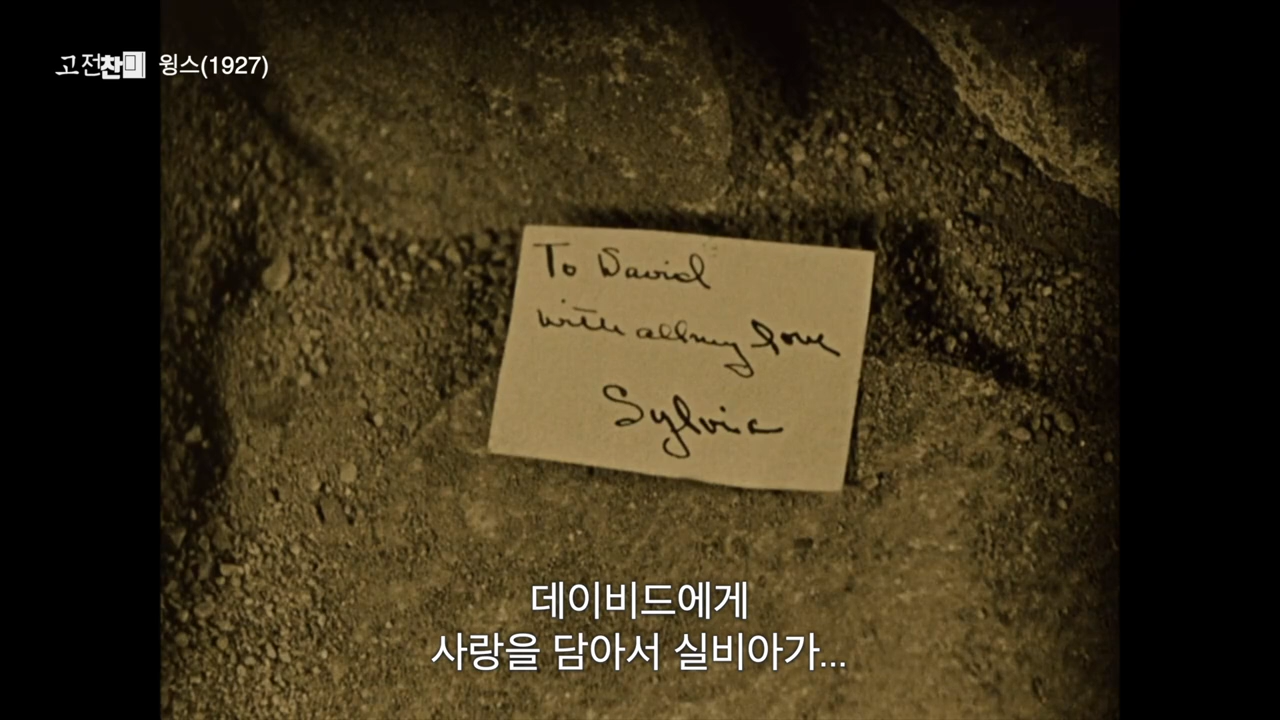 고전찬미 윙스(1927)
To David
with all my love
Sylvia
데이비드에게
사랑을 담아서 실비아가...